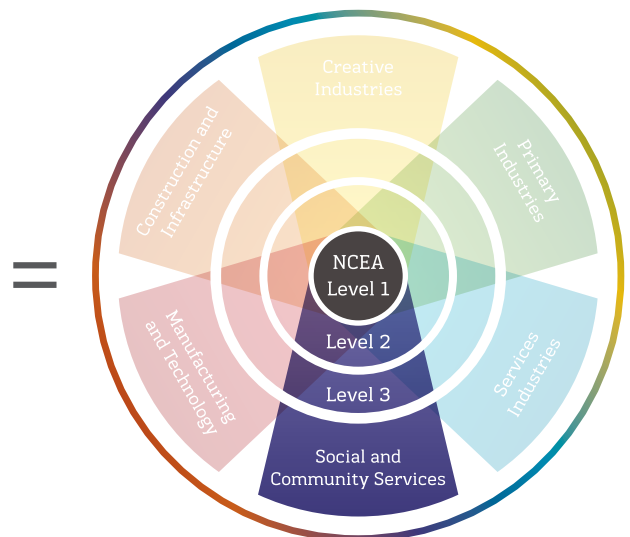 =
Creative
Industries
Construction and
Infrastructure
Primary
Industries
NCEA
Level 1
Level 2
Level 3
Manufacturing
and Technology
Services
Industries
Social and
Community Services